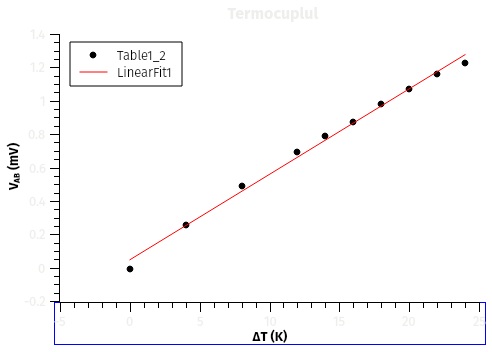 Termocuplul
1.4
Table1_2
LinearFit1
1.2
1
0.8
0.6
0.4
0.2
0
-0.2
V_AB (mV)
-5 0 5 10 15 20 25
ΔT (K)